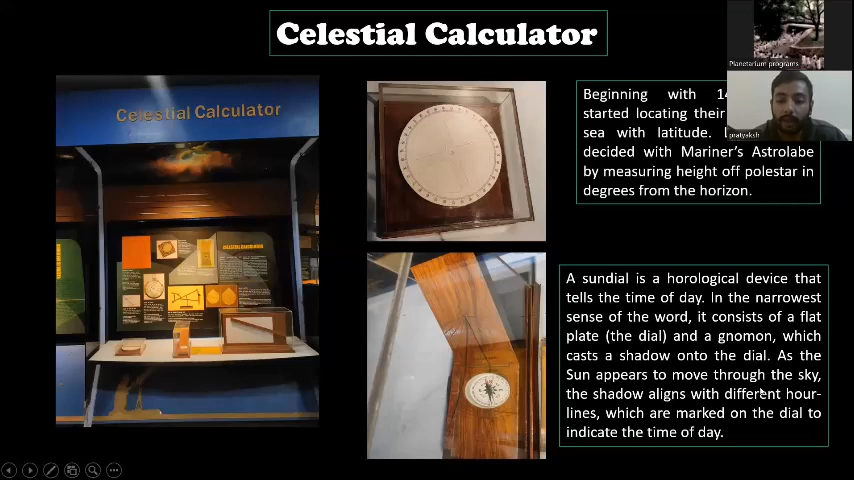 Celestial Calculator
Planetarium programs
pratyaksh
Celestial Calculator
CELESTIAL CALCULATOR
Beginning with
started locating their
sea with latitude.
decided with Mariner's Astrolabe
by measuring height off polestar in
degrees from the horizon.
A sundial is a horological device that
tells the time of day. In the narrowest
sense of the word, it consists of a flat
plate (the dial) and a gnomon, which
casts a shadow onto the dial. As the
Sun appears to move through the sky,
the shadow aligns with different hour-
lines, which are marked on the dial to
indicate the time of day.